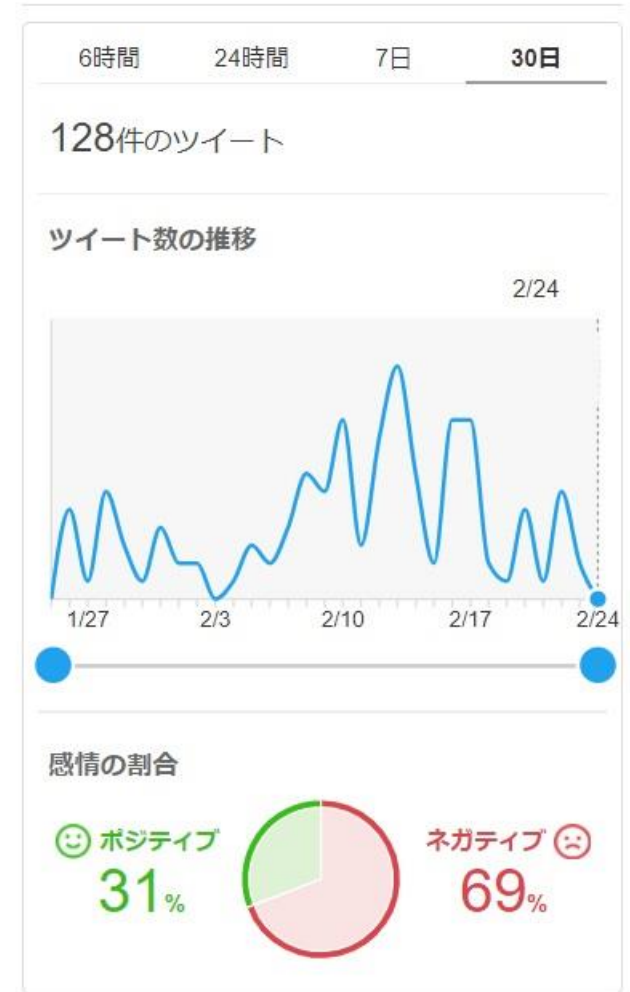 6時間 24時間 7日 30日
128件のツイート
ツイート数の推移
2/24
1/27 2/3 2/10 2/17 2/24
感情の割合
ポジティブ ネガティブ
31% 69%